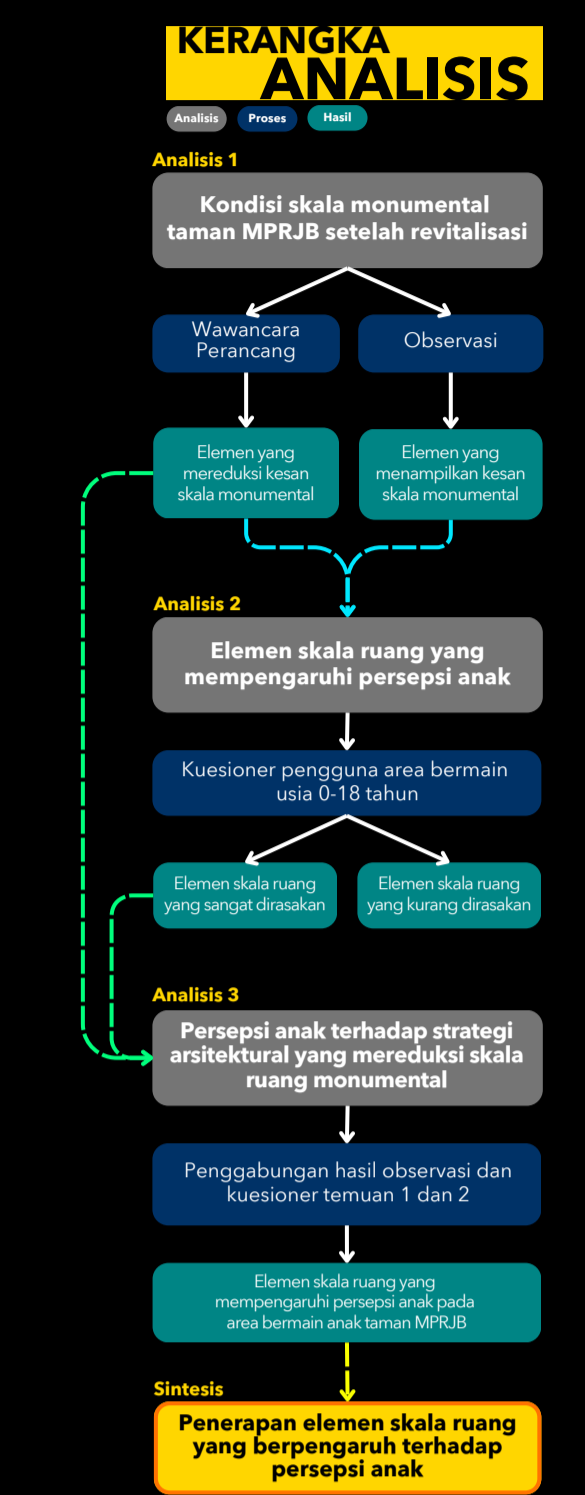 KERANGKA
ANALISIS
Analisis
Proses
Hasil
Analisis 1
Kondisi skala monumental
taman MPRJB setelah revitalisasi
Wawancara
Perancang
Observasi
Elemen yang
mereduksi kesan
skala monumental
Elemen yang
menampilkan kesan
skala monumental
Analisis 2
Elemen skala ruang yang
mempengaruhi persepsi anak
Kuesioner pengguna area bermain
usia 0-18 tahun
Elemen skala ruang
yang sangat dirasakan
Elemen skala ruang
yang kurang dirasakan
Analisis 3
Persepsi anak terhadap strategi
arsitektural yang mereduksi skala
ruang monumental
Penggabungan hasil observasi dan
kuesioner temuan 1 dan 2
Elemen skala ruang yang
mempengaruhi persepsi anak pada
area bermain anak taman MPRJB
Sintesis
Penerapan elemen skala ruang
yang berpengaruh terhadap
persepsi anak